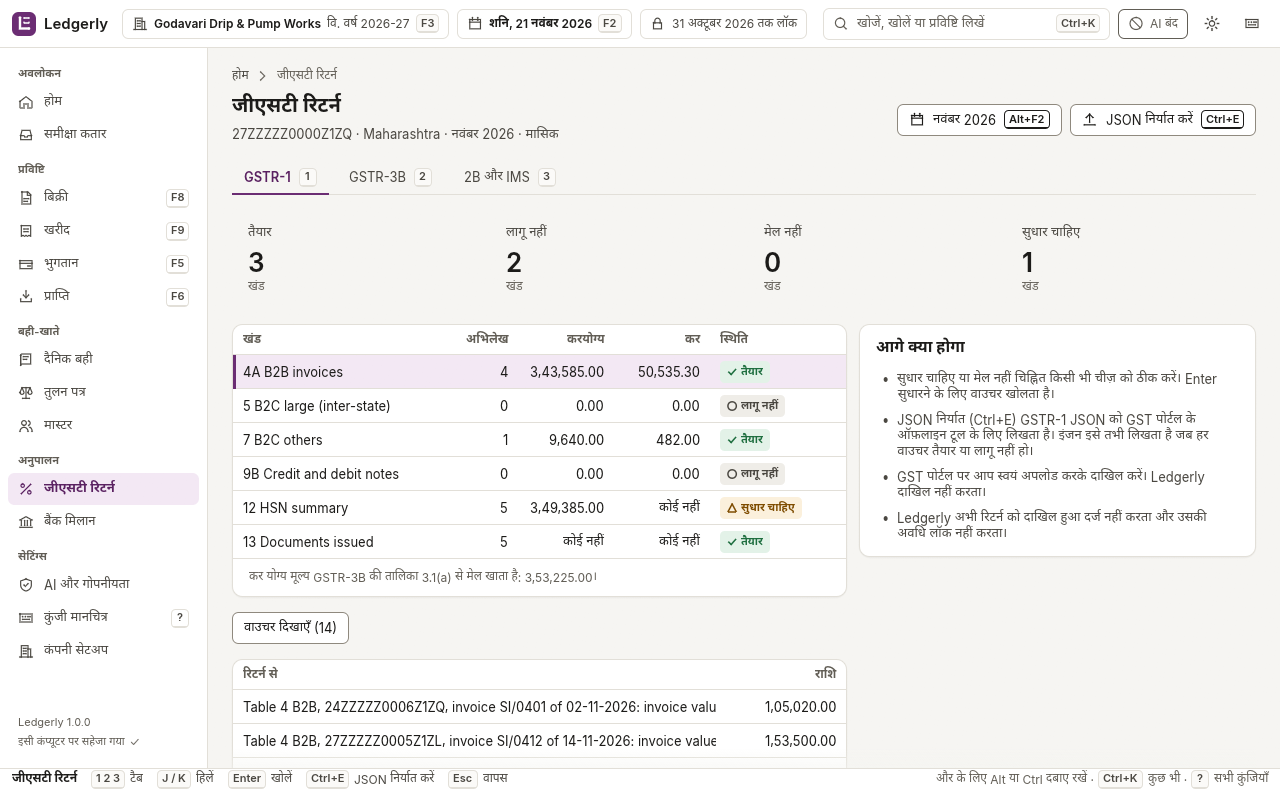 Ledgerly
Godavari Drip & Pump Works वि. वर्ष 2026-27 F3
शनि, 21 नवंबर 2026 F2
31 अक्टूबर 2026 तक लॉक
खोजें, खोलें या प्रविष्टि लिखें Ctrl+K
AI बंद
अवलोकन
होम
समीक्षा कतार
प्रविष्टि
बिक्री F8
खरीद F9
भुगतान F5
प्राप्ति F6
बही-खाते
दैनिक बही
तुलन पत्र
मास्टर
अनुपालन
जीएसटी रिटर्न
बैंक मिलान
सेटिंग्स
AI और गोपनीयता
कुंजी मानचित्र ?
कंपनी सेटअप
Ledgerly 1.0.0
इसी कंप्यूटर पर सहेजा गया
होम > जीएसटी रिटर्न
जीएसटी रिटर्न
27ZZZZZ0000Z1ZQ · Maharashtra · नवंबर 2026 · मासिक
नवंबर 2026 Alt+F2
JSON निर्यात करें Ctrl+E
GSTR-1 1 GSTR-3B 2 2B और IMS 3
तैयार लागू नहीं मेल नहीं सुधार चाहिए
3 2 0 1
खंड खंड खंड खंड
खंड अभिलेख करयोग्य कर स्थिति
4A B2B invoices 4 3,43,585.00 50,535.30 तैयार
5 B2C large (inter-state) 0 0.00 0.00 लागू नहीं
7 B2C others 1 9,640.00 482.00 तैयार
9B Credit and debit notes 0 0.00 0.00 लागू नहीं
12 HSN summary 5 3,49,385.00 कोई नहीं सुधार चाहिए
13 Documents issued 5 कोई नहीं कोई नहीं तैयार
कर योग्य मूल्य GSTR-3B की तालिका 3.1(a) से मेल खाता है: 3,53,225.00।
वाउचर दिखाएँ (14)
रिटर्न से राशि
Table 4 B2B, 24ZZZZZ0006Z1ZQ, invoice SI/0401 of 02-11-2026: invoice valu 1,05,020.00
Table 4 B2B, 27ZZZZZ0005Z1ZL, invoice SI/0412 of 14-11-2026: invoice value 1,53,500.00
आगे क्या होगा
• सुधार चाहिए या मेल नहीं चिह्नित किसी भी चीज़ को ठीक करें। Enter
सुधारने के लिए वाउचर खोलता है।
• JSON निर्यात (Ctrl+E) GSTR-1 JSON को GST पोर्टल के
ऑफ़लाइन टूल के लिए लिखता है। इंजन इसे तभी लिखता है जब हर
वाउचर तैयार या लागू नहीं हो।
• GST पोर्टल पर आप स्वयं अपलोड करके दाखिल करें। Ledgerly
दाखिल नहीं करता।
• Ledgerly अभी रिटर्न को दाखिल हुआ दर्ज नहीं करता और उसकी
अवधि लॉक नहीं करता।
जीएसटी रिटर्न 1 2 3 टैब J / K हिलें Enter खोलें Ctrl+E JSON निर्यात करें Esc वापस
और के लिए Alt या Ctrl दबाए रखें · Ctrl+K कुछ भी · ? सभी कुंजियाँ